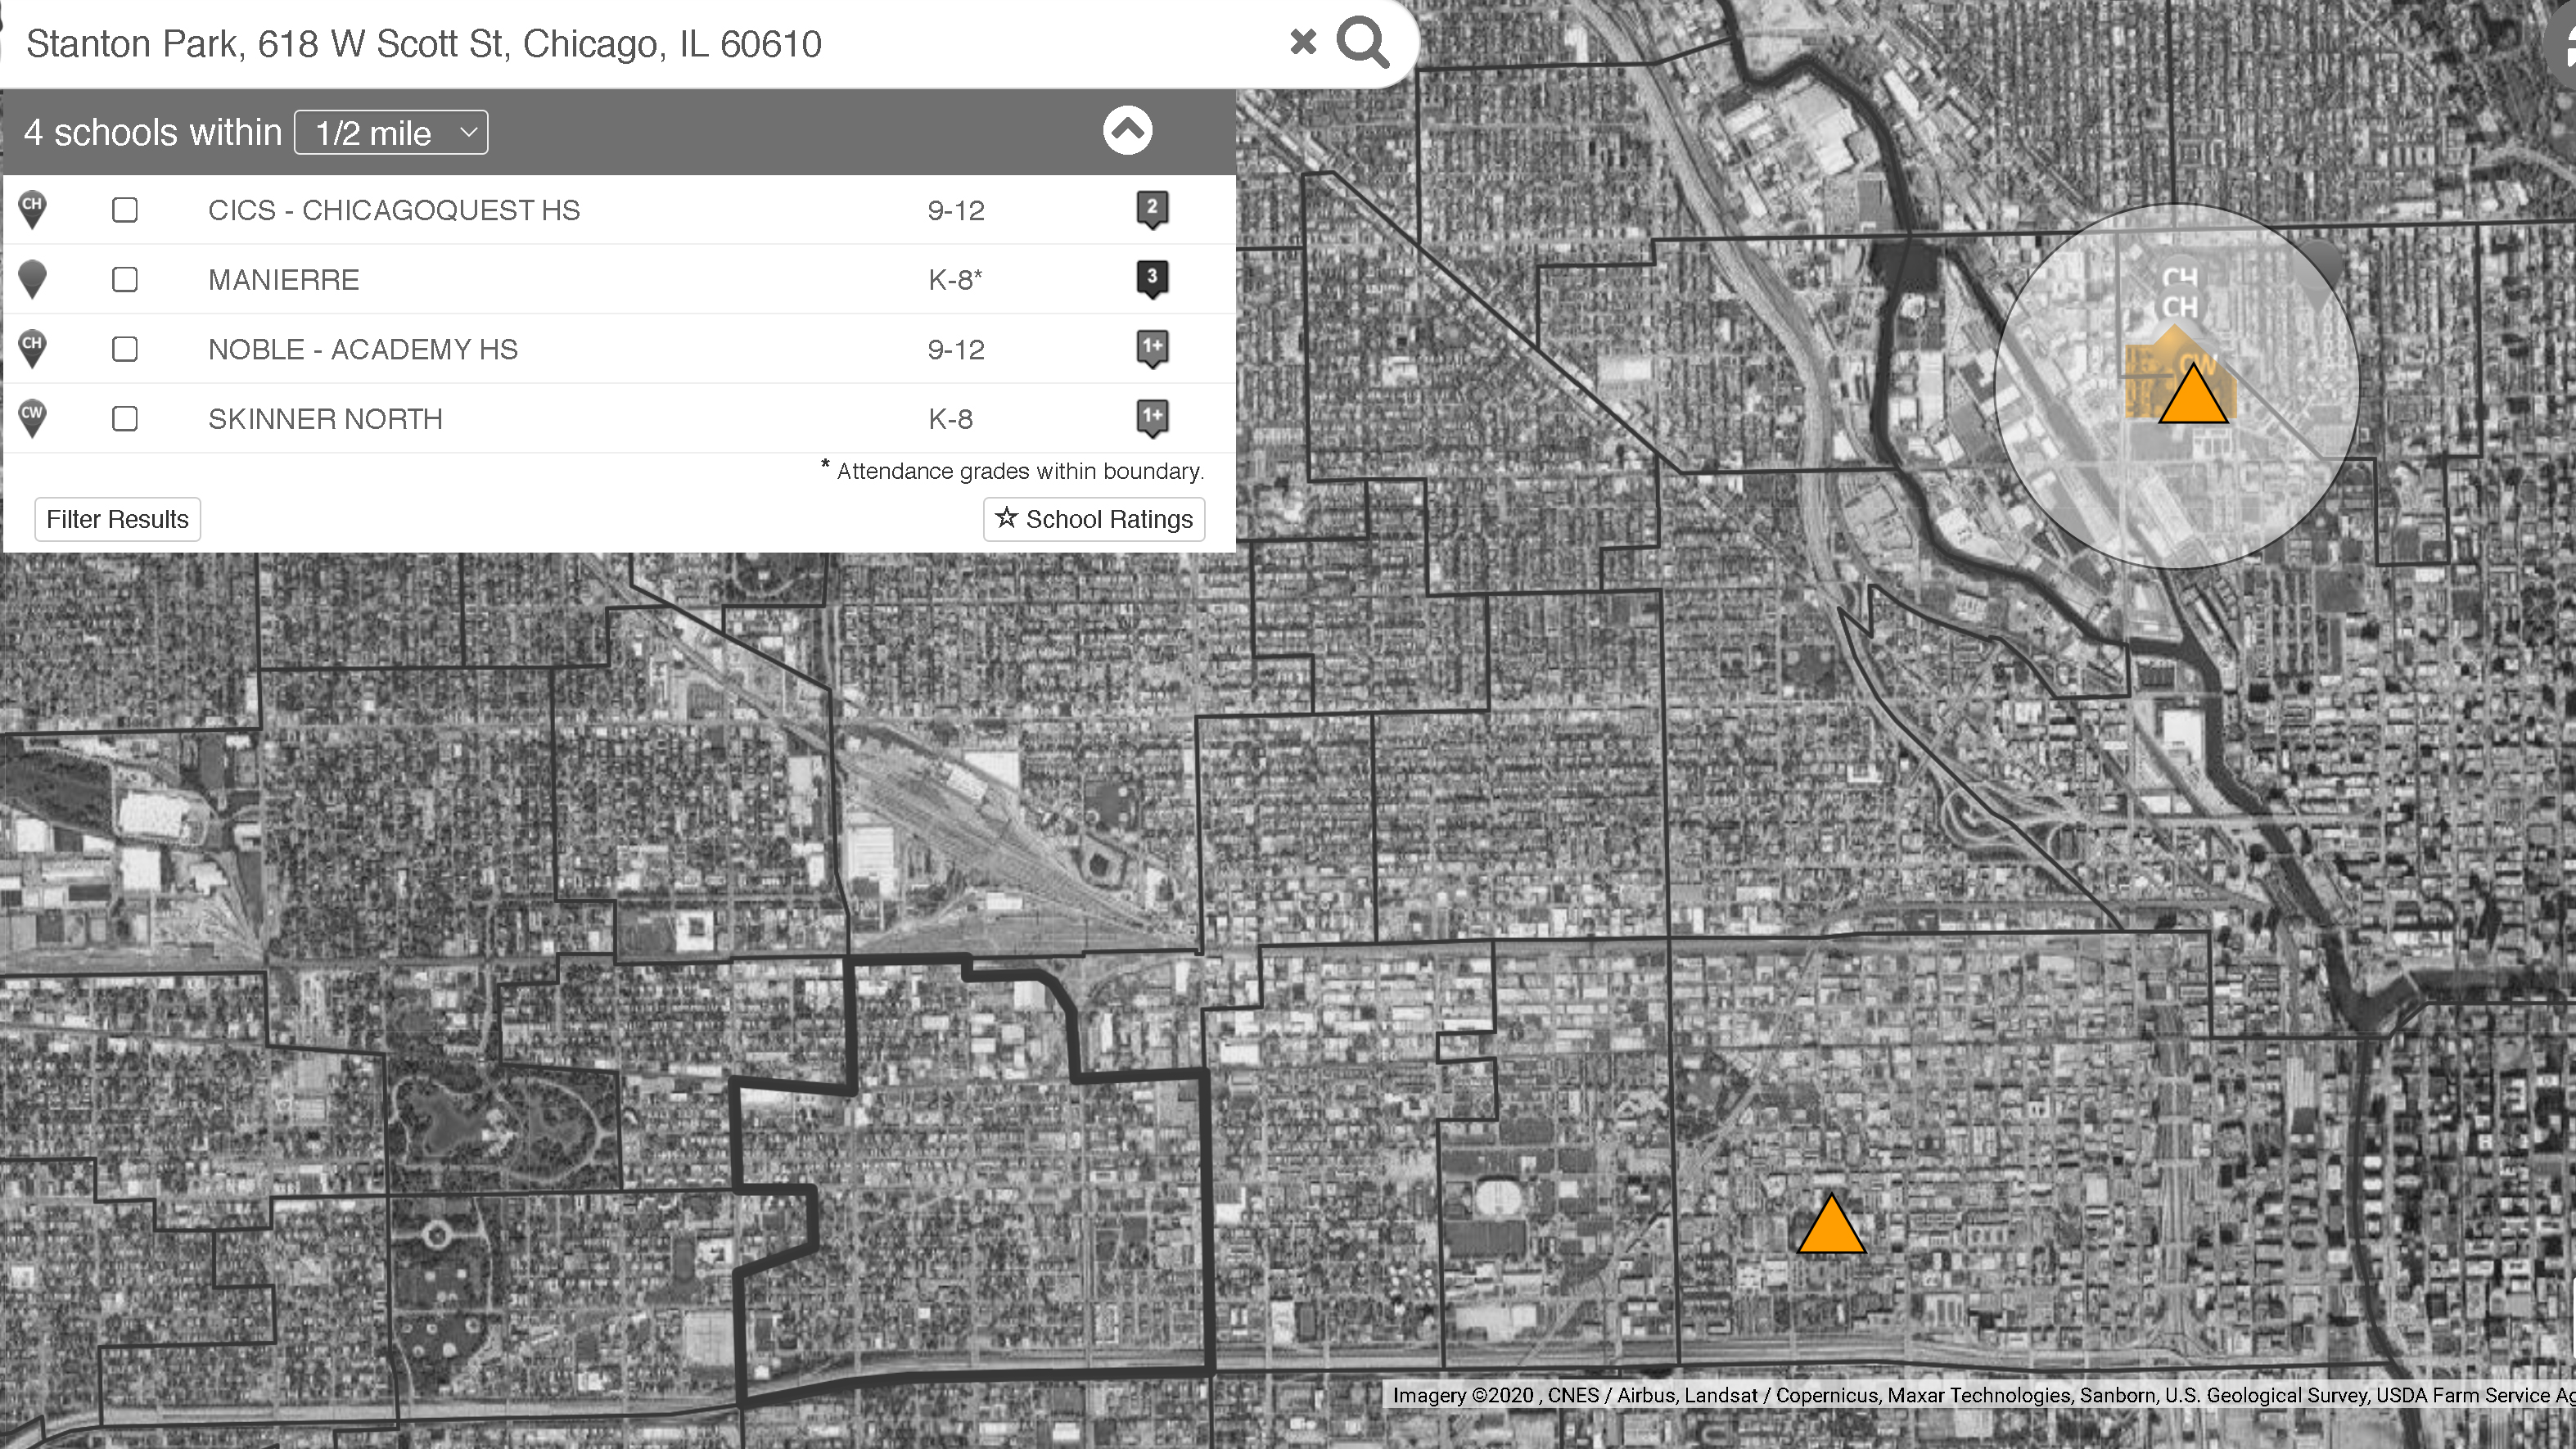 Stanton Park, 618 W Scott St, Chicago, IL 60610
4 schools within 1/2 mile
CH CICS - CHICAGOQUEST HS 9-12 2
MANIERRE K-8* 3
CH NOBLE - ACADEMY HS 9-12 1+
CW SKINNER NORTH K-8 1+
* Attendance grades within boundary.
Filter Results
School Ratings
CH
CH
CW
Imagery ©2020 , CNES / Airbus, Landsat / Copernicus, Maxar Technologies, Sanborn, U.S. Geological Survey, USDA Farm Service Ag